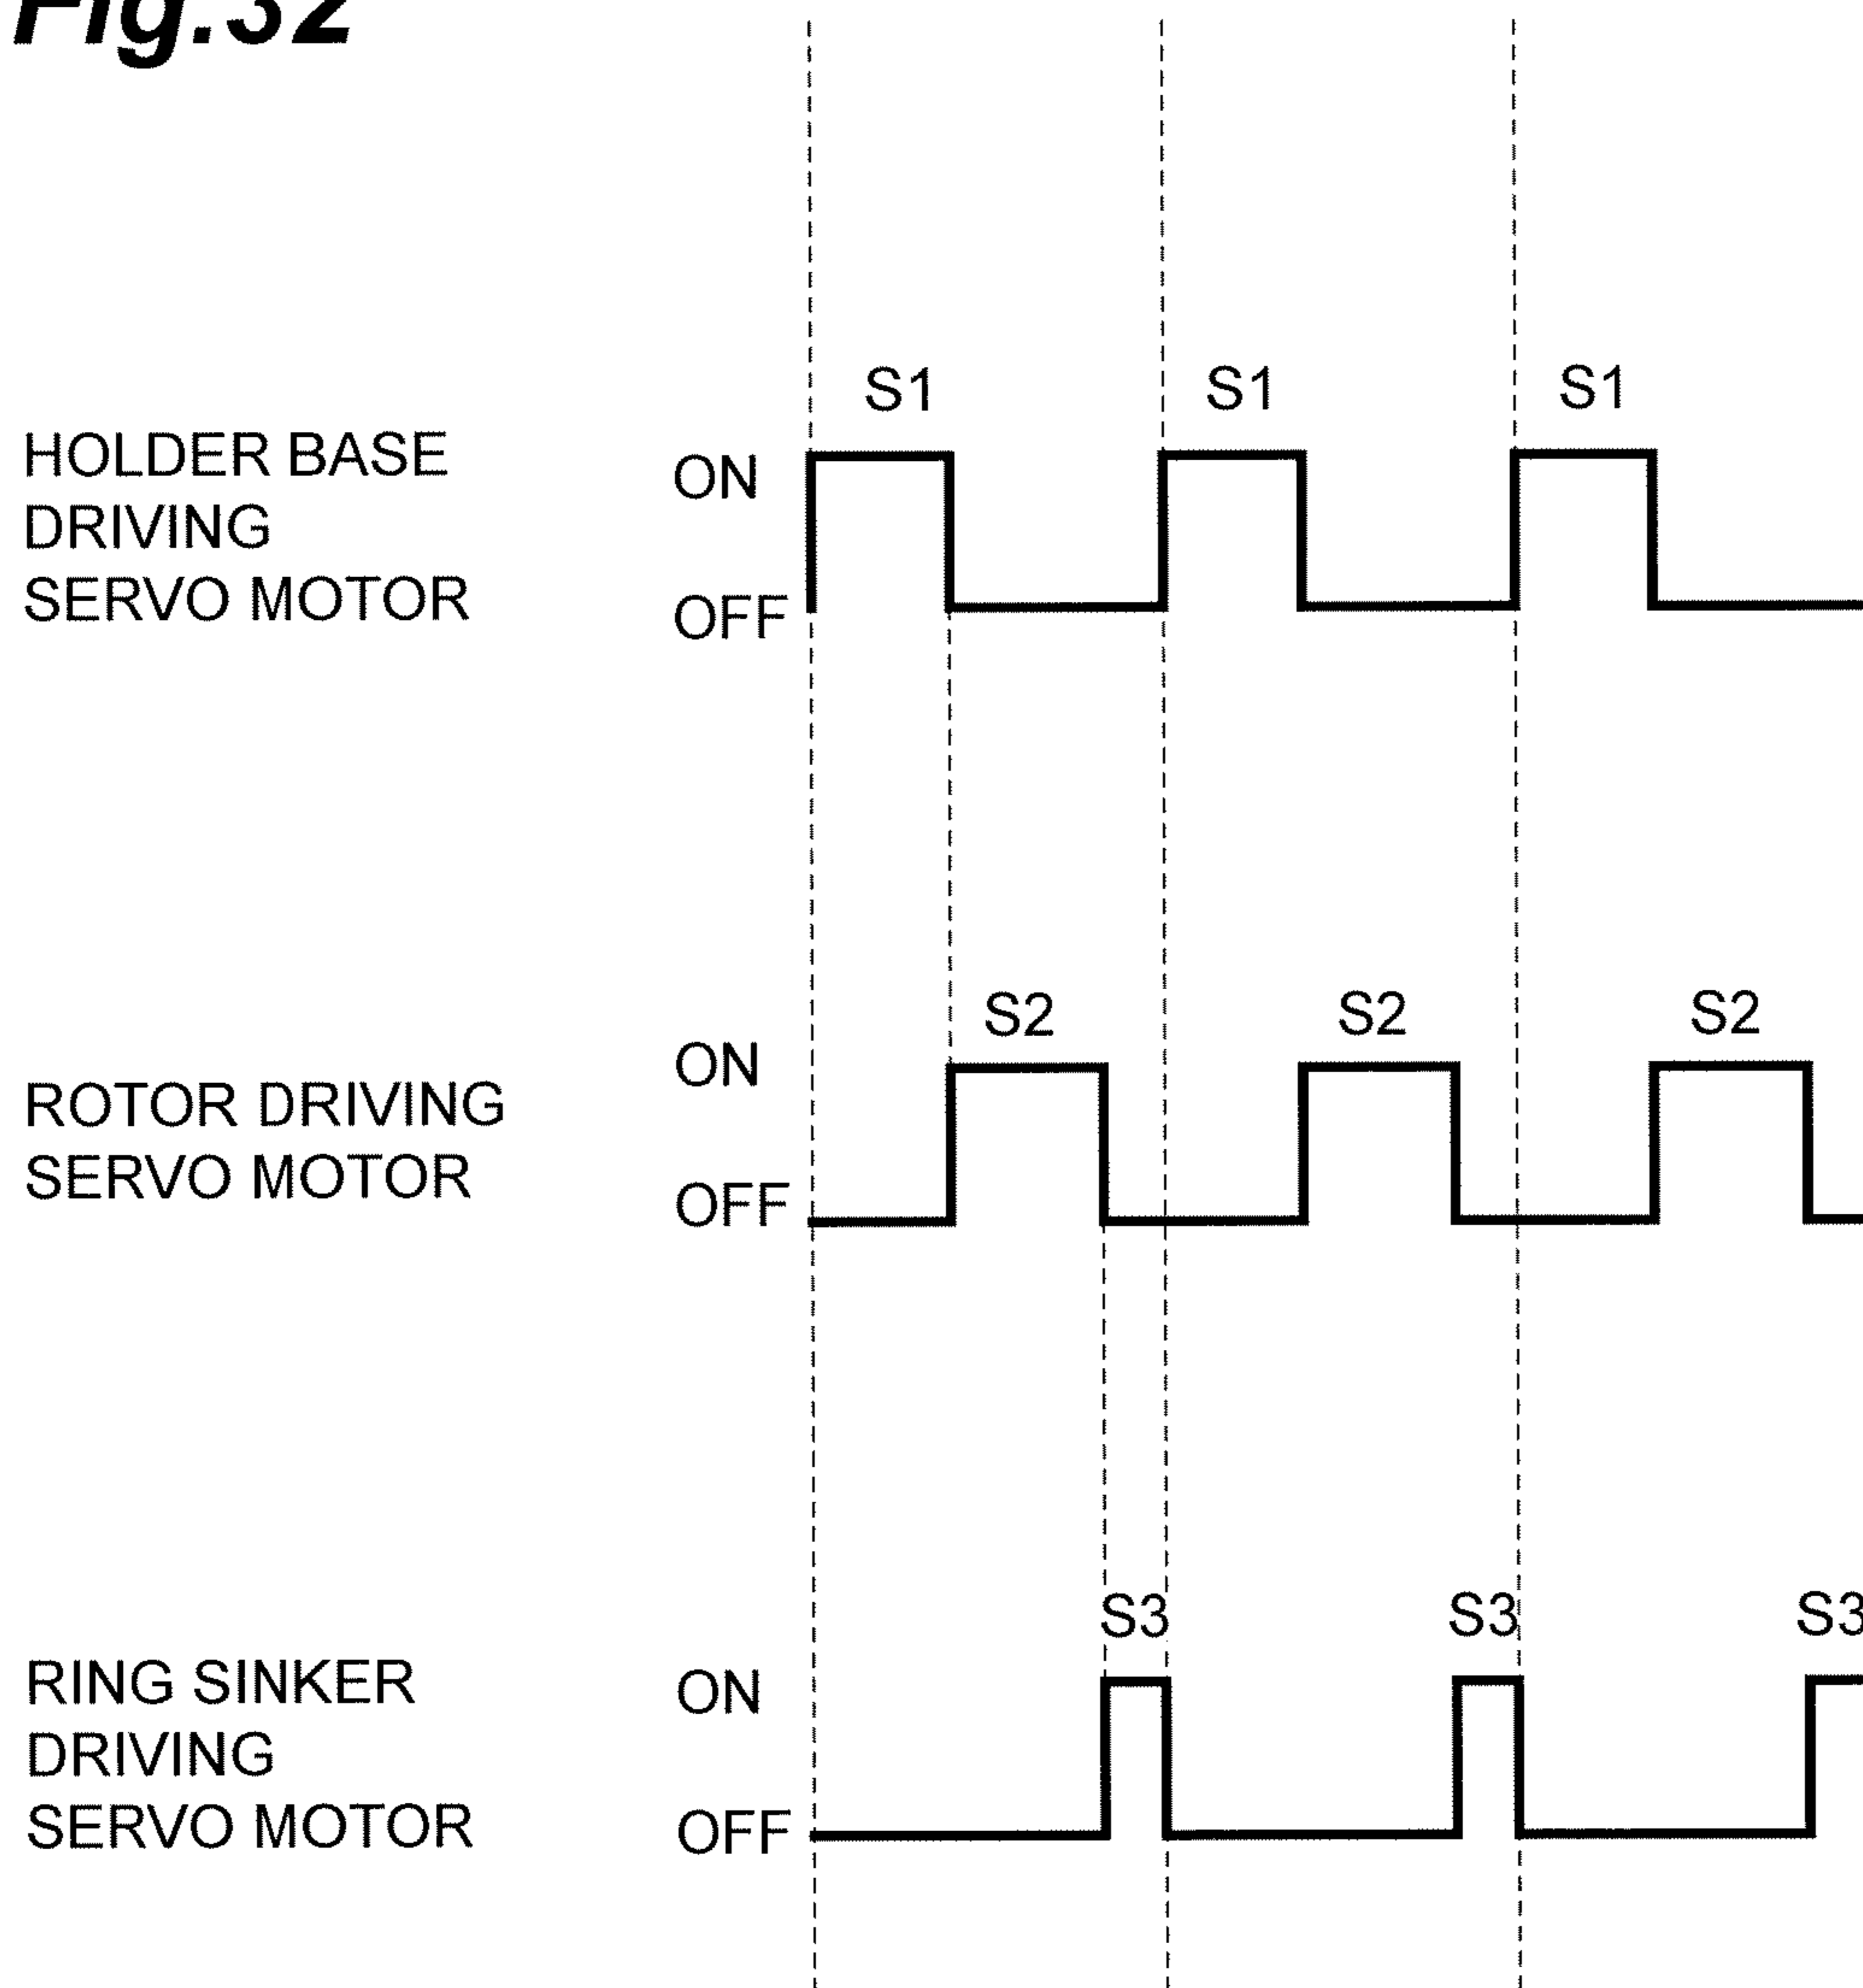 Fig.32
S1 S1 S1
HOLDER BASE
DRIVING
SERVO MOTOR
ON
OFF
S2 S2 S2
ROTOR DRIVING
SERVO MOTOR
ON
OFF
S3 S3 S3
RING SINKER
DRIVING
SERVO MOTOR
ON
OFF